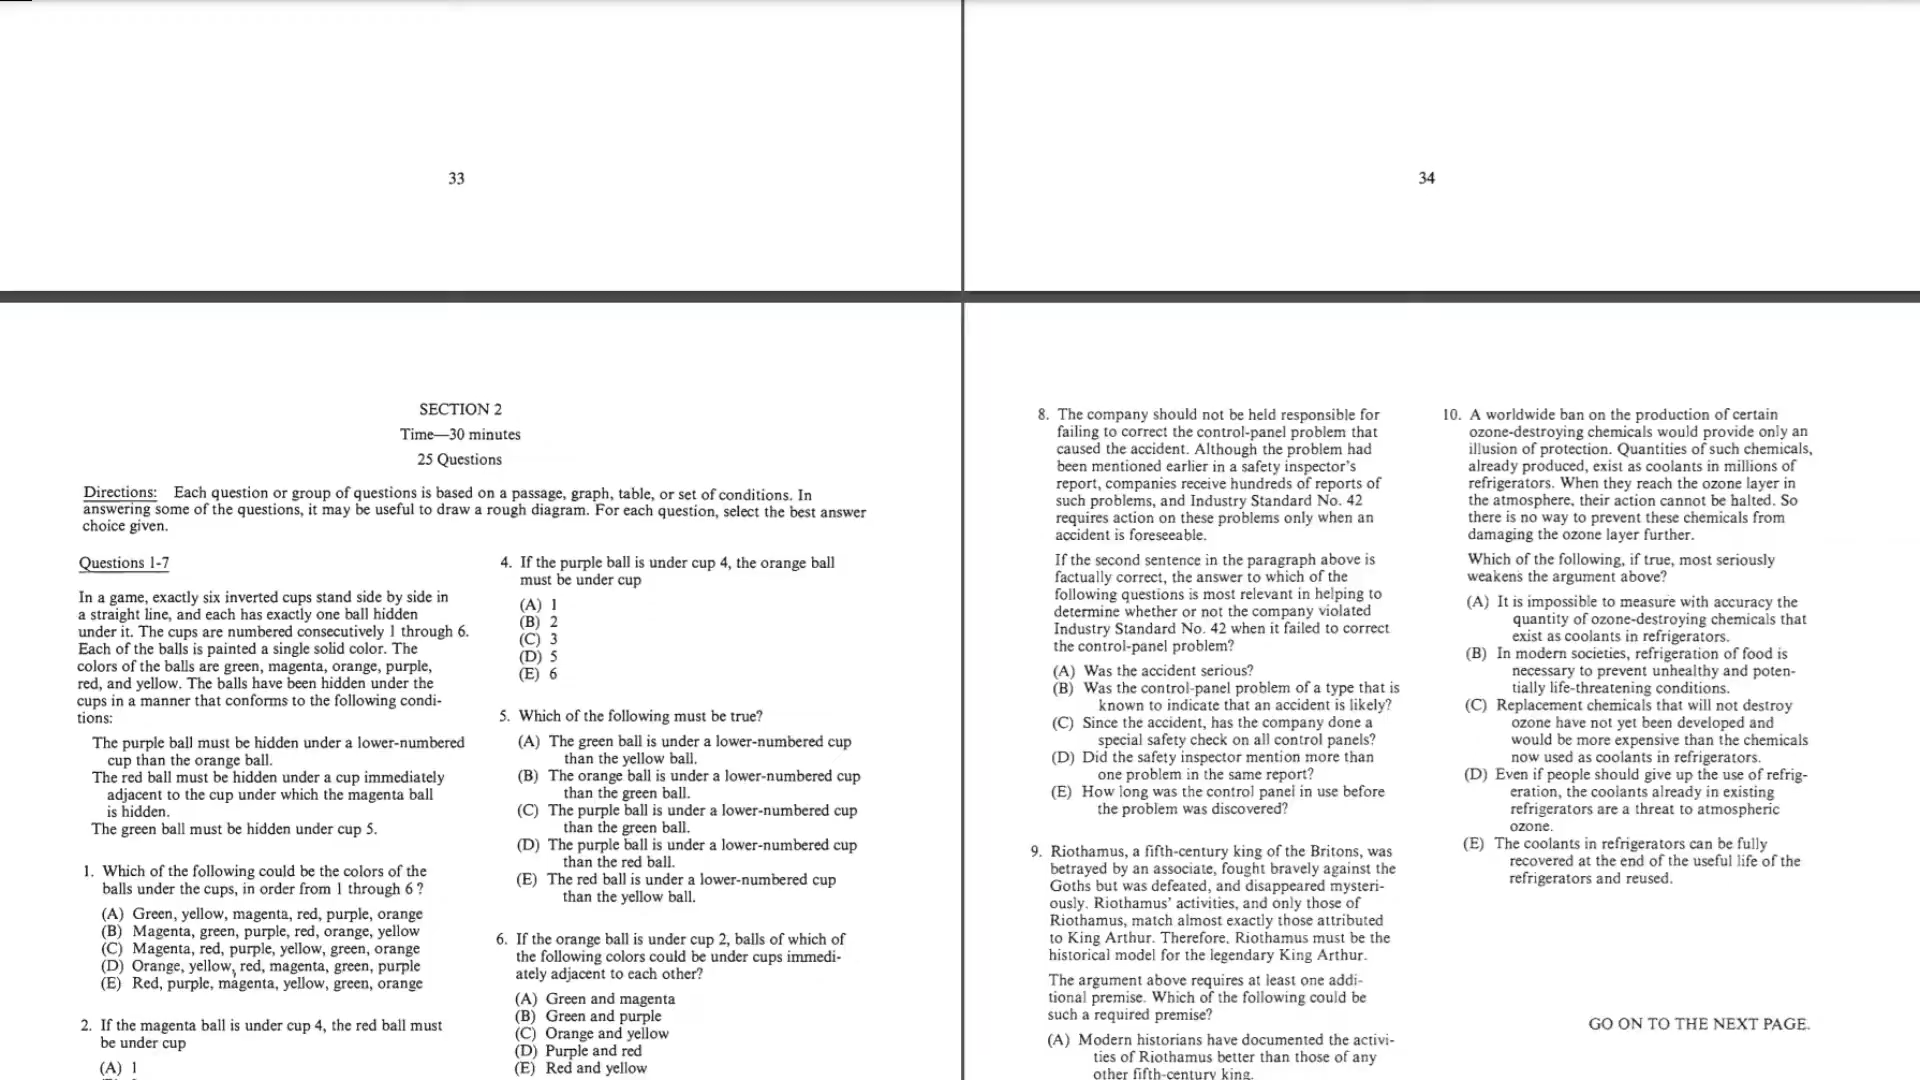 33
34
SECTION 2
Time—30 minutes
25 Questions
Directions: Each question or group of questions is based on a passage, graph, table, or set of conditions. In
answering some of the questions, it may be useful to draw a rough diagram. For each question, select the best answer
choice given.
Questions 1-7
In a game, exactly six inverted cups stand side by side in
a straight line, and each has exactly one ball hidden
under it. The cups are numbered consecutively 1 through 6.
Each of the balls is painted a single solid color. The
colors of the balls are green, magenta, orange, purple,
red, and yellow. The balls have been hidden under the
cups in a manner that conforms to the following condi-
tions:
The purple ball must be hidden under a lower-numbered
cup than the orange ball.
The red ball must be hidden under a cup immediately
adjacent to the cup under which the magenta ball
is hidden.
The green ball must be hidden under cup 5.
1. Which of the following could be the colors of the
balls under the cups, in order from 1 through 6 ?
(A) Green, yellow, magenta, red, purple, orange
(B) Magenta, green, purple, red, orange, yellow
(C) Magenta, red, purple, yellow, green, orange
(D) Orange, yellow, red, magenta, green, purple
(E) Red, purple, magenta, yellow, green, orange
2. If the magenta ball is under cup 4, the red ball must
be under cup
(A) 1
4. If the purple ball is under cup 4, the orange ball
must be under cup
(A) 1
(B) 2
(C) 3
(D) 5
(E) 6
5. Which of the following must be true?
(A) The green ball is under a lower-numbered cup
than the yellow ball.
(B) The orange ball is under a lower-numbered cup
than the green ball.
(C) The purple ball is under a lower-numbered cup
than the green ball.
(D) The purple ball is under a lower-numbered cup
than the red ball.
(E) The red ball is under a lower-numbered cup
than the yellow ball.
6. If the orange ball is under cup 2, balls of which of
the following colors could be under cups immedi-
ately adjacent to each other?
(A) Green and magenta
(B) Green and purple
(C) Orange and yellow
(D) Purple and red
(E) Red and yellow
8. The company should not be held responsible for
failing to correct the control-panel problem that
caused the accident. Although the problem had
been mentioned earlier in a safety inspector's
report, companies receive hundreds of reports of
such problems, and Industry Standard No. 42
requires action on these problems only when an
accident is foreseeable.
If the second sentence in the paragraph above is
factually correct, the answer to which of the
following questions is most relevant in helping to
determine whether or not the company violated
Industry Standard No. 42 when it failed to correct
the control-panel problem?
(A) Was the accident serious?
(B) Was the control-panel problem of a type that is
known to indicate that an accident is likely?
(C) Since the accident, has the company done a
special safety check on all control panels?
(D) Did the safety inspector mention more than
one problem in the same report?
(E) How long was the control panel in use before
the problem was discovered?
9. Riothamus, a fifth-century king of the Britons, was
betrayed by an associate, fought bravely against the
Goths but was defeated, and disappeared mysteri-
ously. Riothamus' activities, and only those of
Riothamus, match almost exactly those attributed
to King Arthur. Therefore, Riothamus must be the
historical model for the legendary King Arthur.
The argument above requires at least one addi-
tional premise. Which of the following could be
such a required premise?
(A) Modern historians have documented the activi-
ties of Riothamus better than those of any
other fifth-century king.
10. A worldwide ban on the production of certain
ozone-destroying chemicals would provide only an
illusion of protection. Quantities of such chemicals,
already produced, exist as coolants in millions of
refrigerators. When they reach the ozone layer in
the atmosphere, their action cannot be halted. So
there is no way to prevent these chemicals from
damaging the ozone layer further.
Which of the following, if true, most seriously
weakens the argument above?
(A) It is impossible to measure with accuracy the
quantity of ozone-destroying chemicals that
exist as coolants in refrigerators.
(B) In modern societies, refrigeration of food is
necessary to prevent unhealthy and poten-
tially life-threatening conditions.
(C) Replacement chemicals that will not destroy
ozone have not yet been developed and
would be more expensive than the chemicals
now used as coolants in refrigerators.
(D) Even if people should give up the use of refrig-
eration, the coolants already in existing
refrigerators are a threat to atmospheric
ozone.
(E) The coolants in refrigerators can be fully
recovered at the end of the useful life of the
refrigerators and reused.
GO ON TO THE NEXT PAGE.